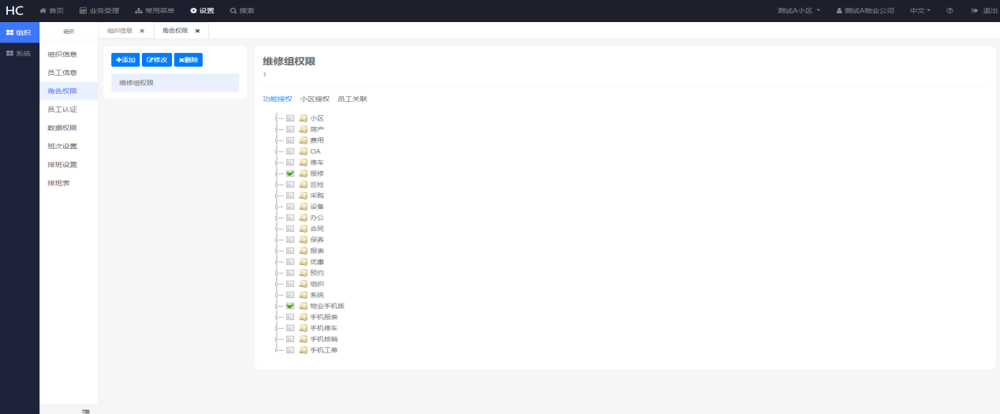 HC 首页 业务受理 常用菜单 设置 搜索 测试A小区 测试A物业公司 中文 退出
组织
系统
组织
组织信息
员工信息
角色权限
员工认证
数据权限
班次设置
排班设置
排班表
组织信息 角色权限
添加 修改 删除
维修组权限
维修组权限
1
功能授权 小区授权 员工关联
小区
房产
费用
OA
停车
报修
巡检
采购
设备
办公
合同
保养
报表
优惠
预约
组织
系统
物业手机版
手机报表
手机停车
手机核销
手机工单